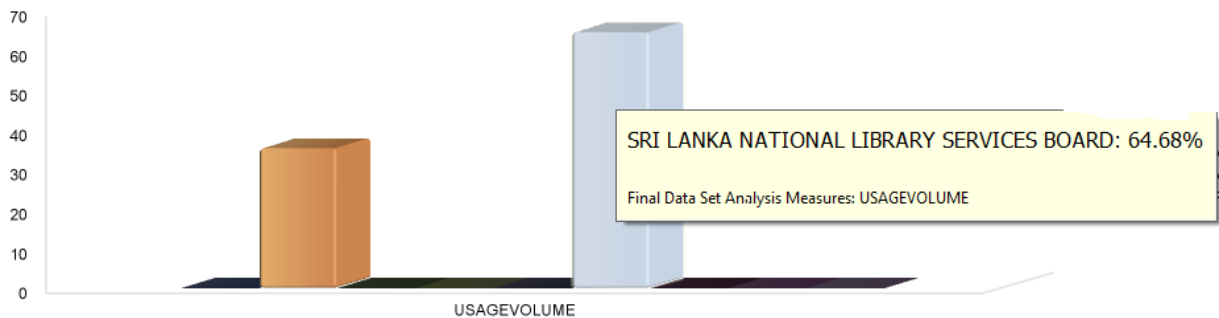 70
60
50
40
30
20
10
0
SRI LANKA NATIONAL LIBRARY SERVICES BOARD: 64.68%
Final Data Set Analysis Measures: USAGEVOLUME
USAGEVOLUME